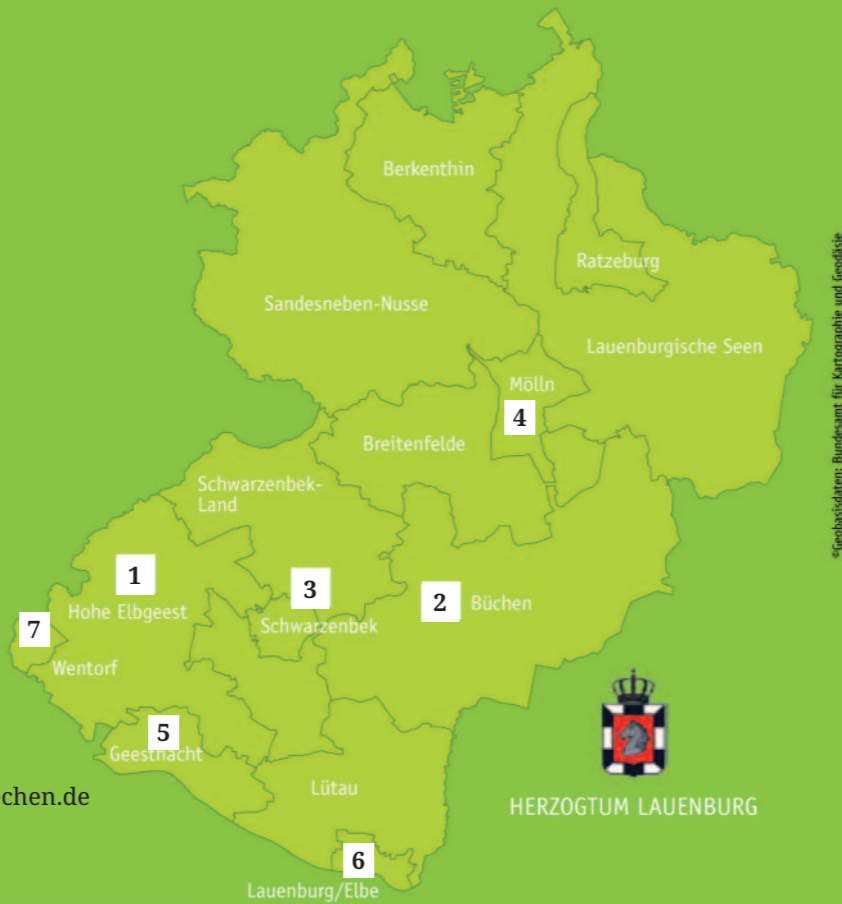 Berkenthin
Ratzeburg
Sandesneben-Nusse
Lauenburgische Seen
Mölln
4
Breitenfelde
Schwarzenbek-
Land
1
3
2
Büchen
Hohe Elbgeest
Schwarzenbek
7
Wentorf
5
Geesthacht
Lütau
chen.de
HERZOGTUM LAUENBURG
6
Lauenburg/Elbe
©Geobasisdaten: Bundesamt für Kartographie und Geodäsie